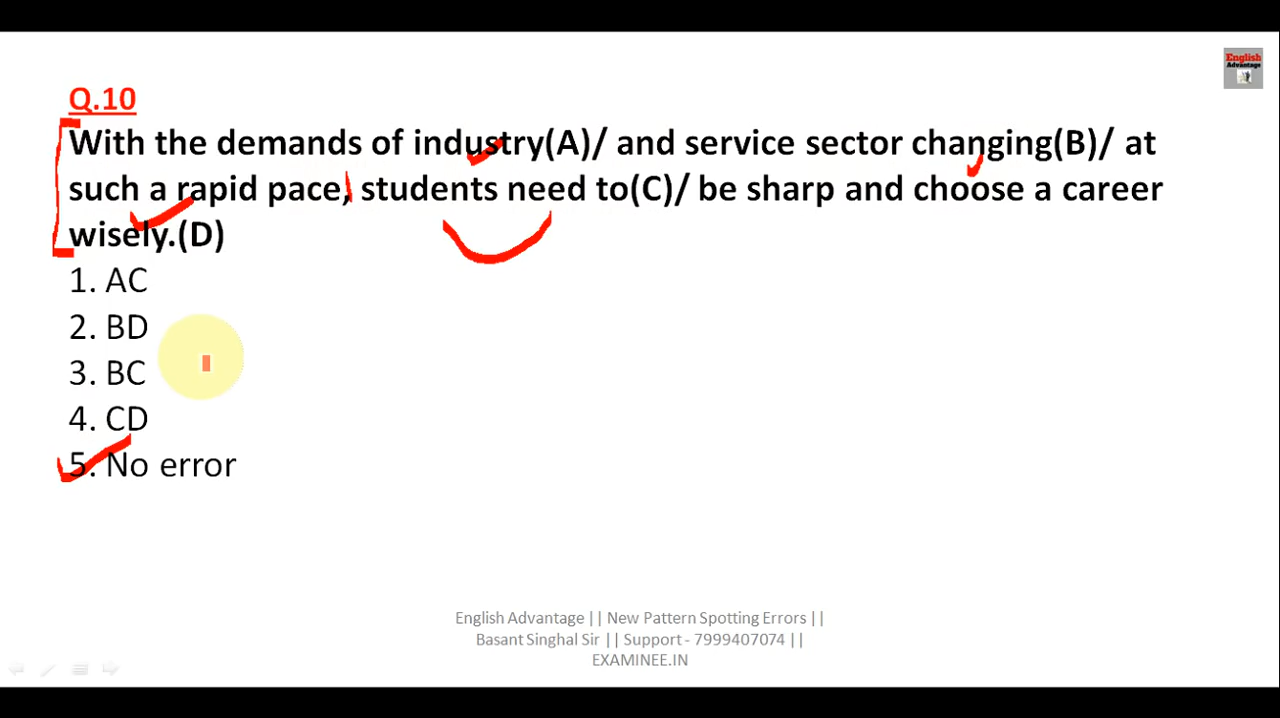 English
Advantage
Q.10
With the demands of industry(A)/ and service sector changing(B)/ at
such a rapid pace, students need to(C)/ be sharp and choose a career
wisely.(D)
1. AC
2. BD
3. BC
4. CD
5. No error
English Advantage || New Pattern Spotting Errors ||
Basant Singhal Sir || Support - 7999407074 ||
EXAMINEE.IN